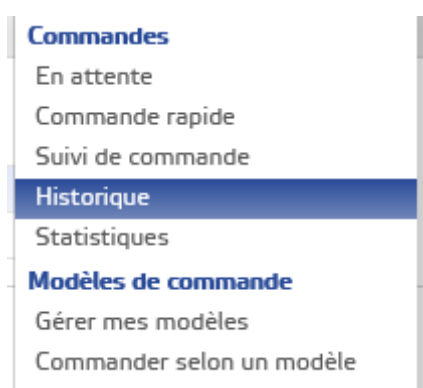 Commandes
En attente
Commande rapide
Suivi de commande
Historique
Statistiques
Modèles de commande
Gérer mes modèles
Commander selon un modèle